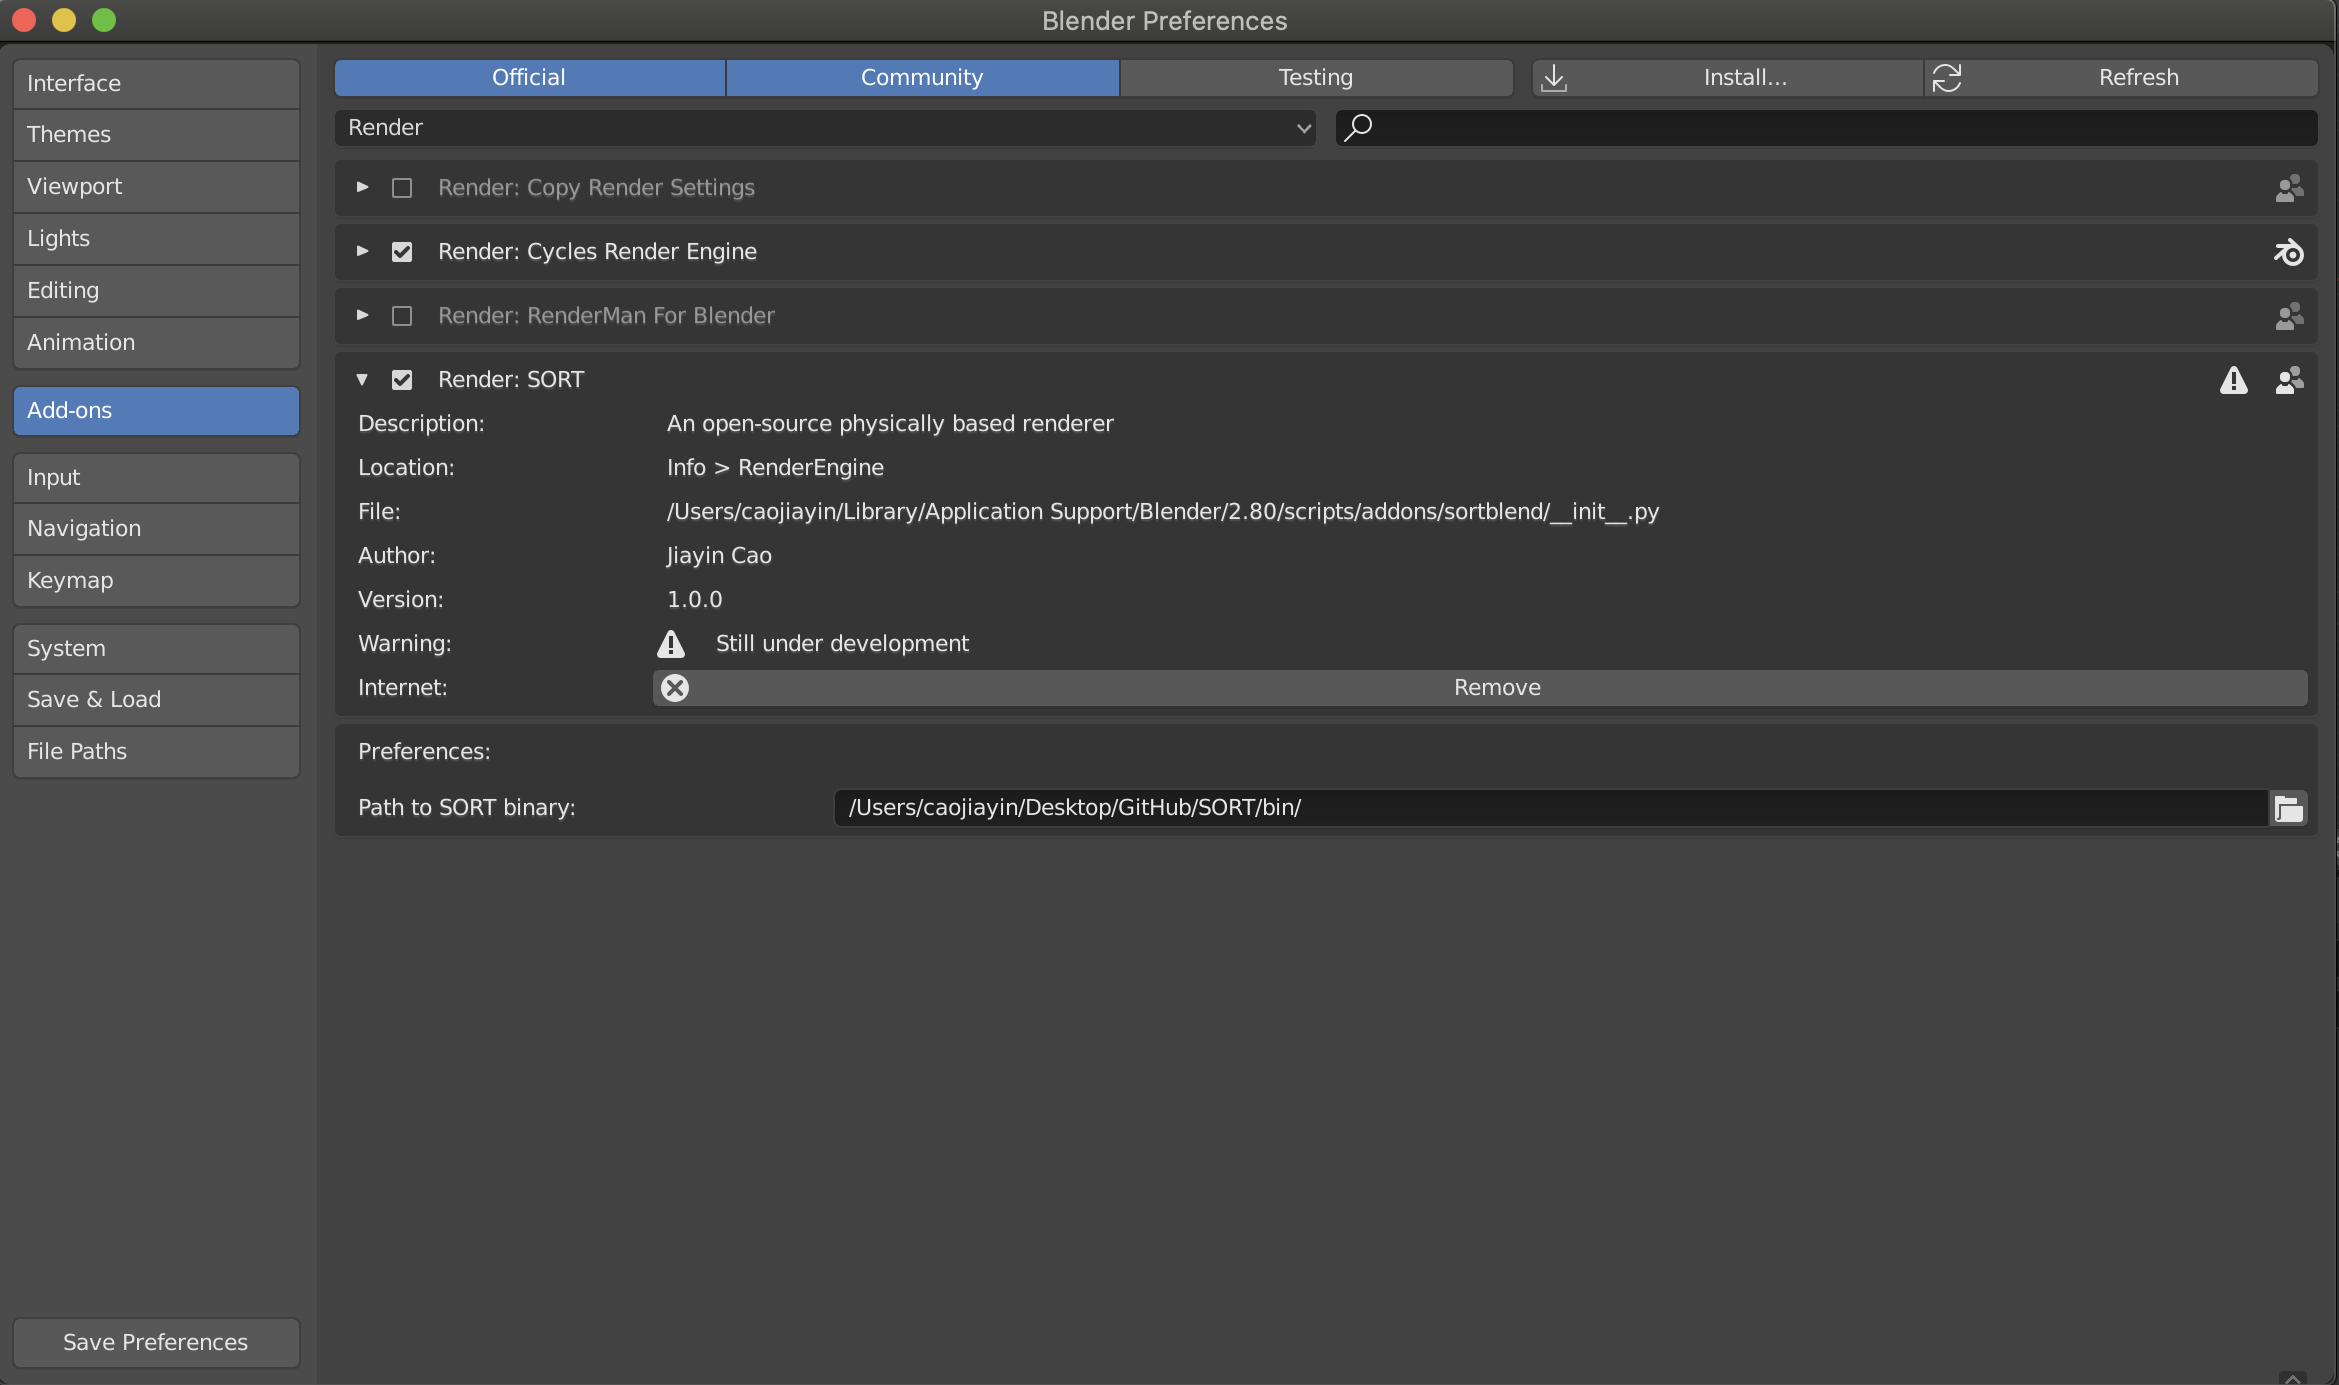 Blender Preferences
Interface
Themes
Viewport
Lights
Editing
Animation
Add-ons
Input
Navigation
Keymap
System
Save & Load
File Paths
Save Preferences
Official Community Testing Install... Refresh
Render
Render: Copy Render Settings
Render: Cycles Render Engine
Render: RenderMan For Blender
Render: SORT
Description: An open-source physically based renderer
Location: Info > RenderEngine
File: /Users/caojiayin/Library/Application Support/Blender/2.80/scripts/addons/sortblend/__init__.py
Author: Jiayin Cao
Version: 1.0.0
Warning: Still under development
Internet: Remove
Preferences:
Path to SORT binary: /Users/caojiayin/Desktop/GitHub/SORT/bin/